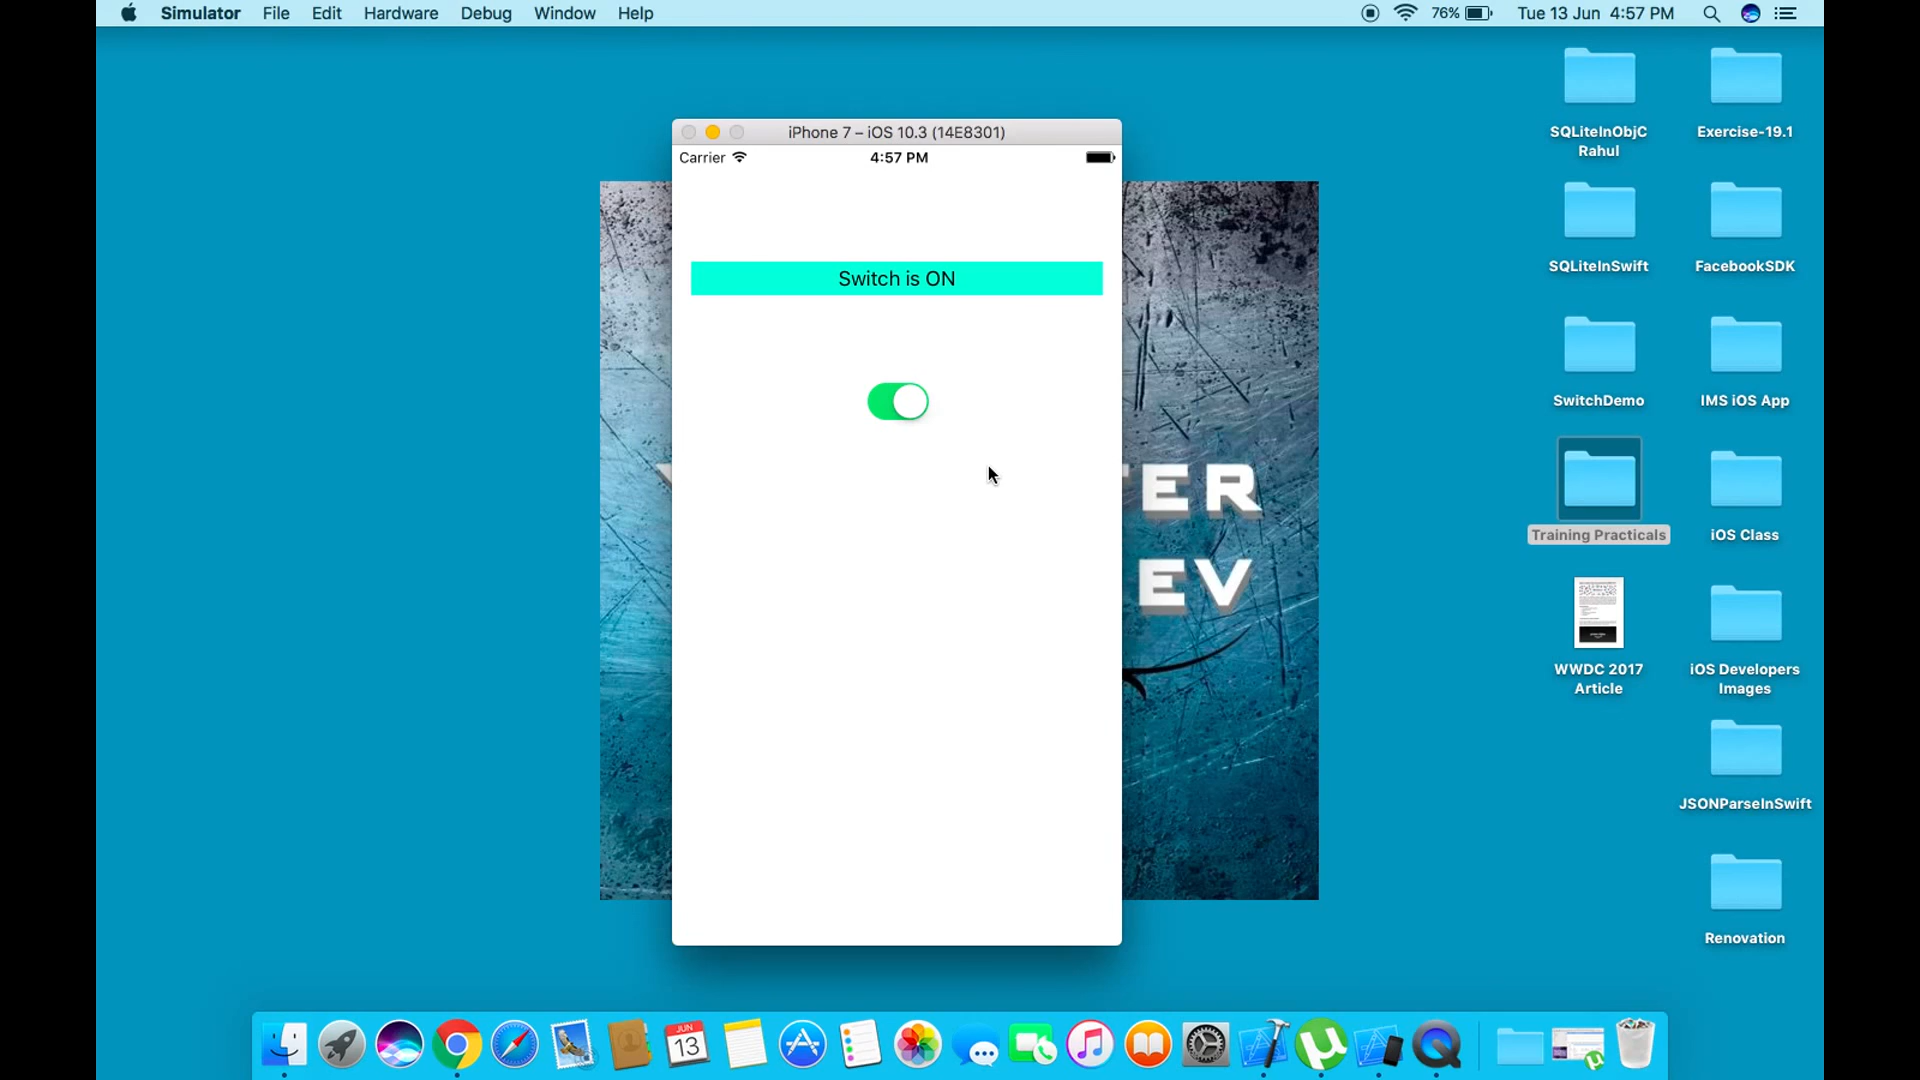 Simulator File Edit Hardware Debug Window Help 76% Tue 13 Jun 4:57 PM
iPhone 7 – iOS 10.3 (14E8301)
Carrier 4:57 PM
Switch is ON
TER
EV
SQLiteInObjC
Rahul
Exercise-19.1
SQLiteInSwift
FacebookSDK
SwitchDemo
IMS iOS App
Training Practicals
iOS Class
WWDC 2017
Article
iOS Developers
Images
JSONParseInSwift
Renovation
JUN
13